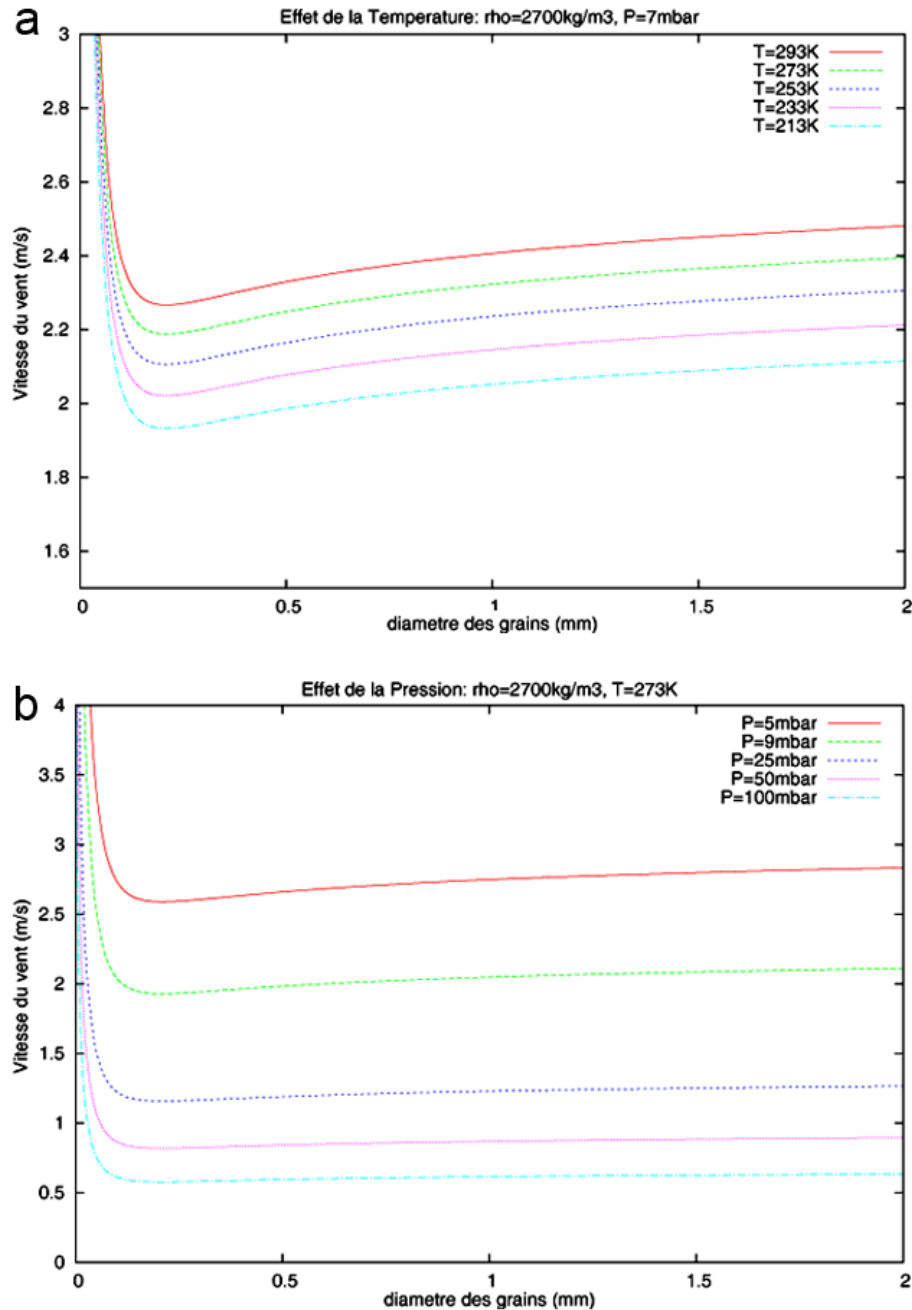 a
Effet de la Temperature: rho=2700kg/m3, P=7mbar
3
2.8
2.6
2.4
2.2
2
1.8
1.6
Vitesse du vent (m/s)
T=293K
T=273K
T=253K
T=233K
T=213K
0
0.5
1
1.5
2
diametre des grains (mm)
b
Effet de la Pression: rho=2700kg/m3, T=273K
4
3.5
3
2.5
2
1.5
1
0.5
0
Vitesse du vent (m/s)
P=5mbar
P=9mbar
P=25mbar
P=50mbar
P=100mbar
0
0.5
1
1.5
2
diametre des grains (mm)